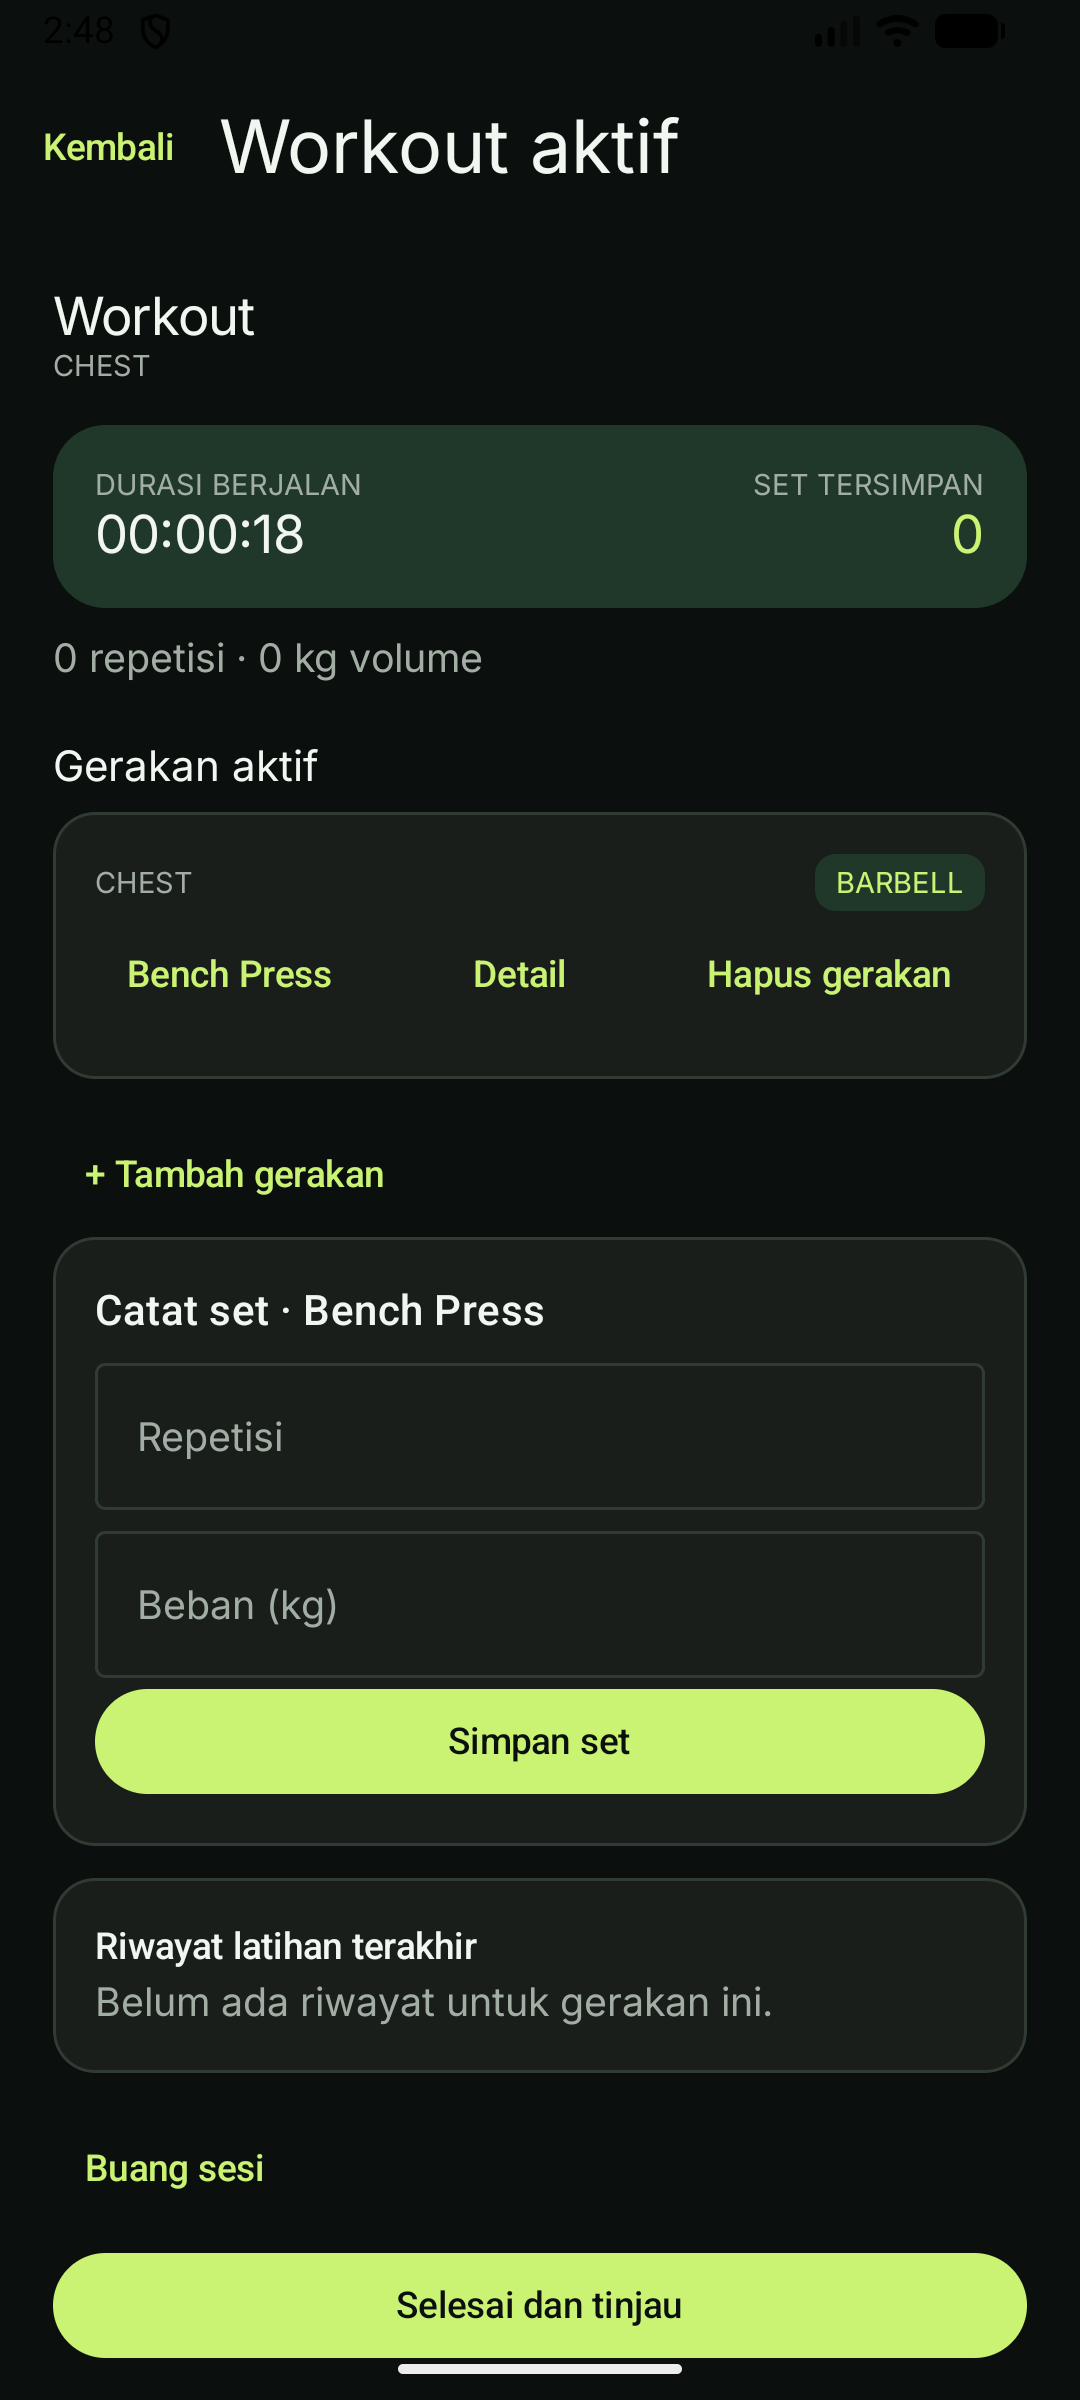 2:48
Kembali
Workout aktif
Workout
CHEST
DURASI BERJALAN
SET TERSIMPAN
00:00:18
0
0 repetisi · 0 kg volume
Gerakan aktif
CHEST
BARBELL
Bench Press
Detail
Hapus gerakan
+ Tambah gerakan
Catat set · Bench Press
Repetisi
Beban (kg)
Simpan set
Riwayat latihan terakhir
Belum ada riwayat untuk gerakan ini.
Buang sesi
Selesai dan tinjau